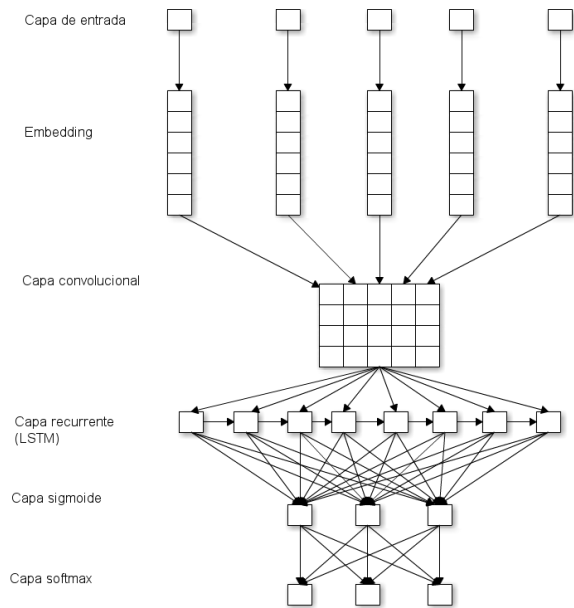 Capa de entrada
Embedding
Capa convolucional
Capa recurrente
(LSTM)
Capa sigmoide
Capa softmax